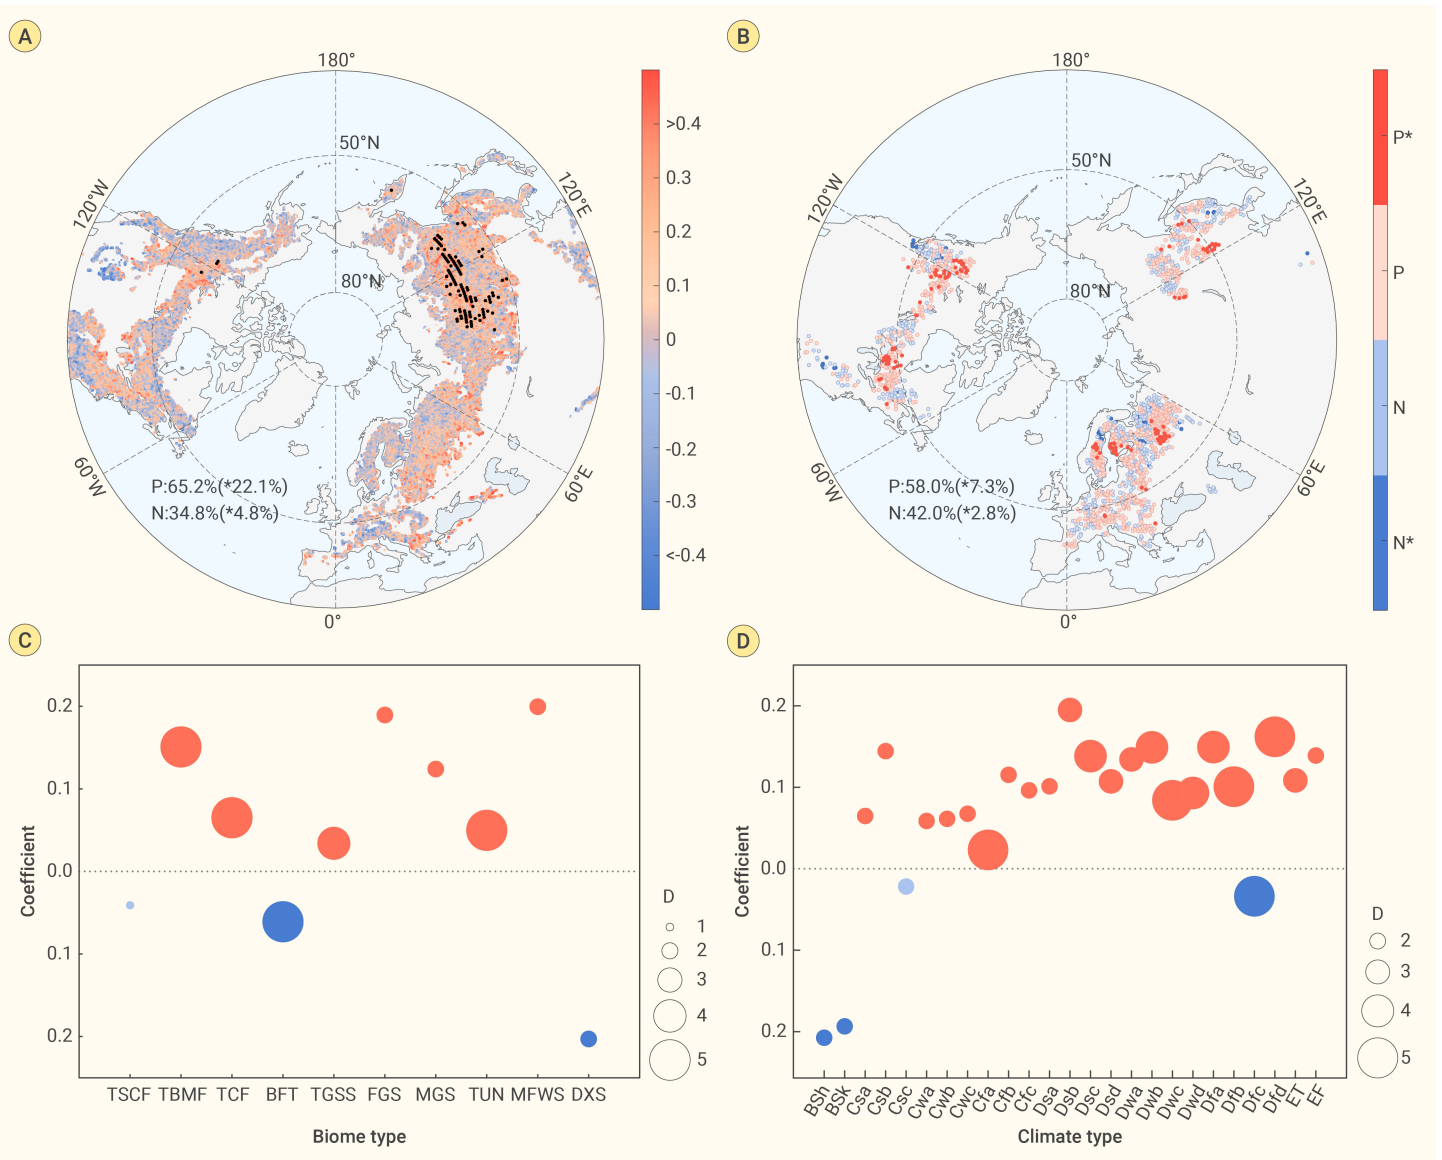 A
B
180°
50°N
80°N
120°W
120°E
60°W
60°E
0°
P:65.2%(*22.1%)
N:34.8%(*4.8%)
>0.4
0.3
0.2
0.1
0
-0.1
-0.2
-0.3
<-0.4
180°
50°N
80°N
120°W
120°E
60°W
60°E
0°
P:58.0%(*7.3%)
N:42.0%(*2.8%)
P*
P
N
N*
C
Coefficient
0.2
0.1
0.0
0.1
0.2
TSCF TBMF TCF BFT TGSS FGS MGS TUN MFWS DXS
Biome type
D
1
2
3
4
5
D
Coefficient
0.2
0.1
0.0
0.1
0.2
BSh BSk Csa Csb Csc Cwa Cwb Cwc Cfa Cfb Cfc Dsa Dsb Dsc Dsd Dwa Dwb Dwc Dwd Dfa Dfb Dfc Dfd ET EF
Climate type
D
2
3
4
5